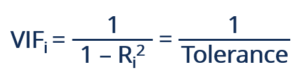 VIFᵢ = 1 / (1 – Rᵢ²) = 1 / Tolerance